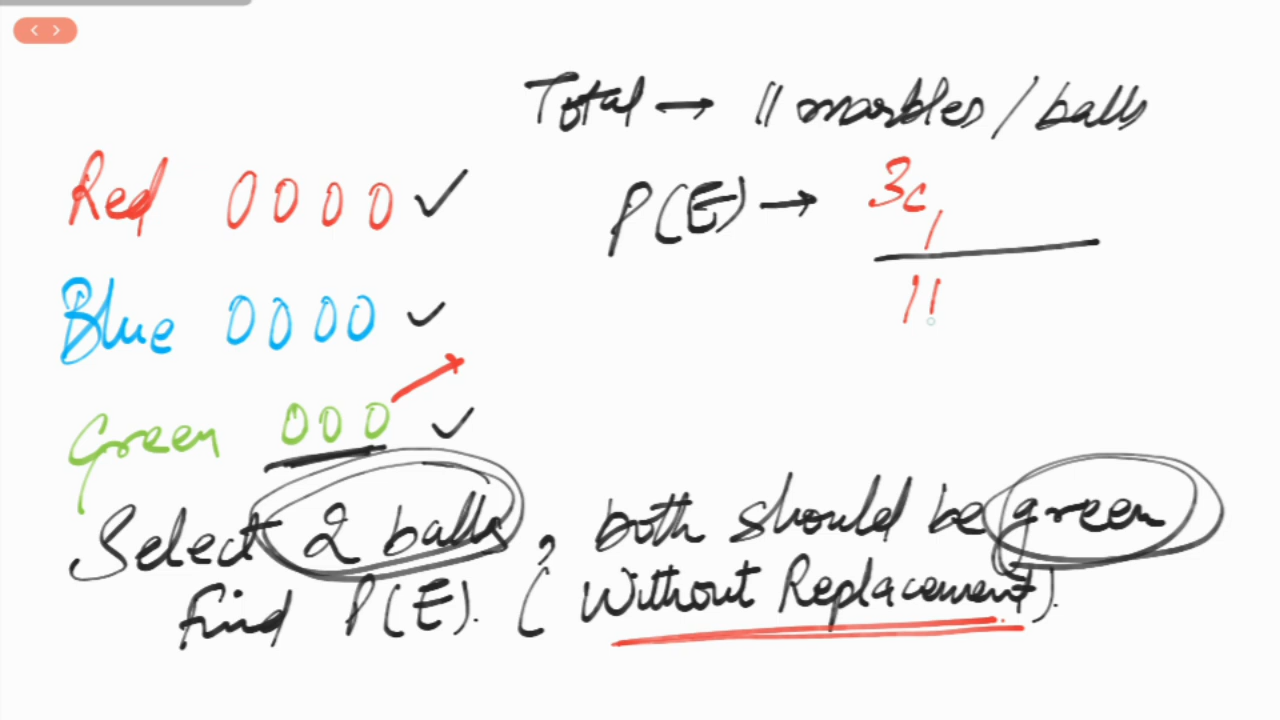 Total → 11 marbles / balls
Red 0000 ✓
P(E) → 3c1
11
Blue 0000 ✓
Green 000 ✓
Select 2 balls, both should be green
Find P(E). (Without Replacement).